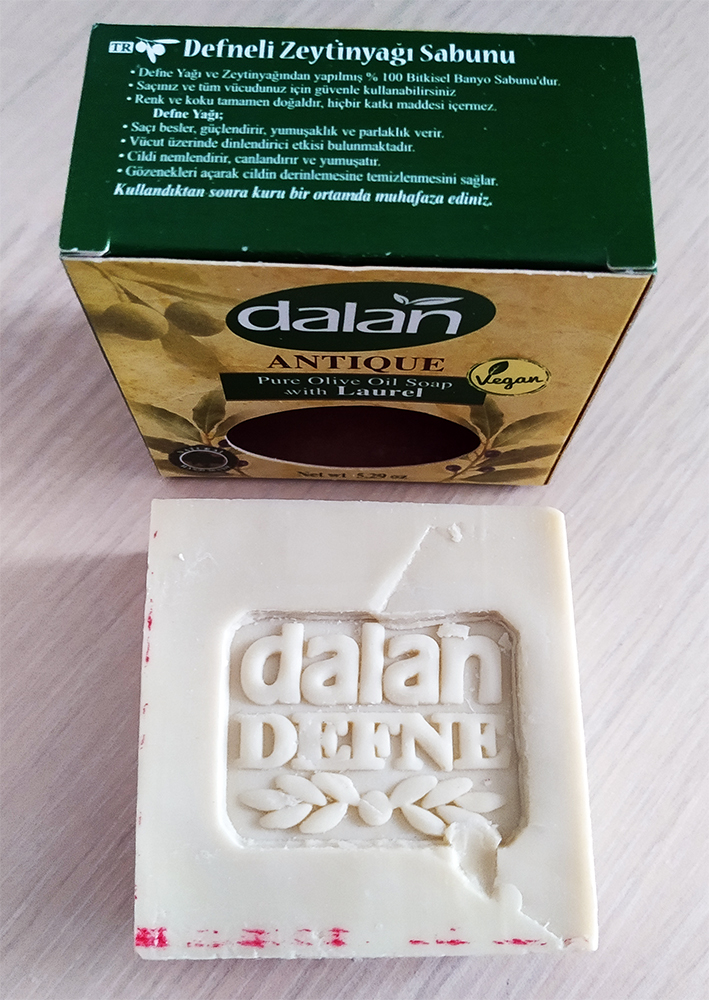 TR Defneli Zeytinyağı Sabunu
• Defne Yağı ve Zeytinyağından yapılmış % 100 Bitkisel Banyo Sabunu'dur.
• Saçınız ve tüm vücudunuz için güvenle kullanabilirsiniz
• Renk ve koku tamamen doğaldır, hiçbir katkı maddesi içermez.
Defne Yağı;
• Saçı besler, güçlendirir, yumuşaklık ve parlaklık verir.
• Vücut üzerinde dinlendirici etkisi bulunmaktadır.
• Cildi nemlendirir, canlandırır ve yumuşatır.
• Gözenekleri açarak cildin derinlemesine temizlenmesini sağlar.
Kullandıktan sonra kuru bir ortamda muhafaza ediniz.
dalan
ANTIQUE
Pure Olive Oil Soap
with Laurel
Vegan
Net wt 5.29 oz
dalan
DEFNE